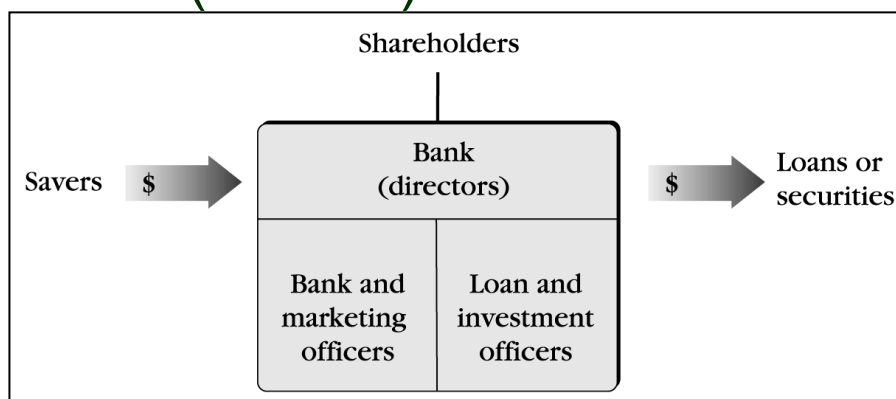 ( )
Shareholders
Savers
$
Bank
(directors)
$
Loans or
securities
Bank and
marketing
officers
Loan and
investment
officers